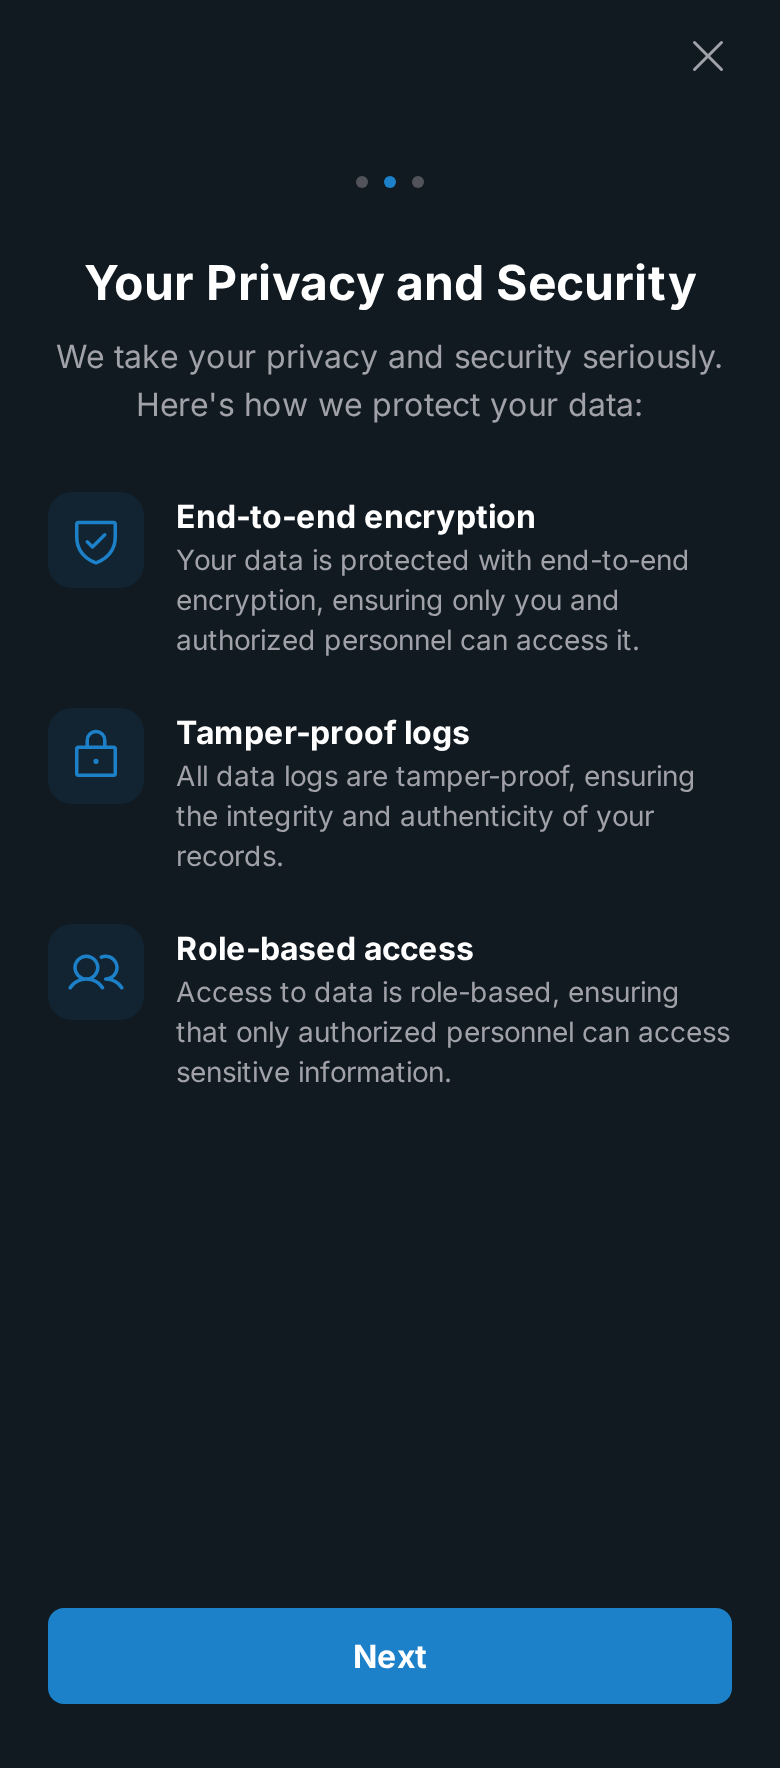 Your Privacy and Security
We take your privacy and security seriously.
Here's how we protect your data:
End-to-end encryption
Your data is protected with end-to-end
encryption, ensuring only you and
authorized personnel can access it.
Tamper-proof logs
All data logs are tamper-proof, ensuring
the integrity and authenticity of your
records.
Role-based access
Access to data is role-based, ensuring
that only authorized personnel can access
sensitive information.
Next